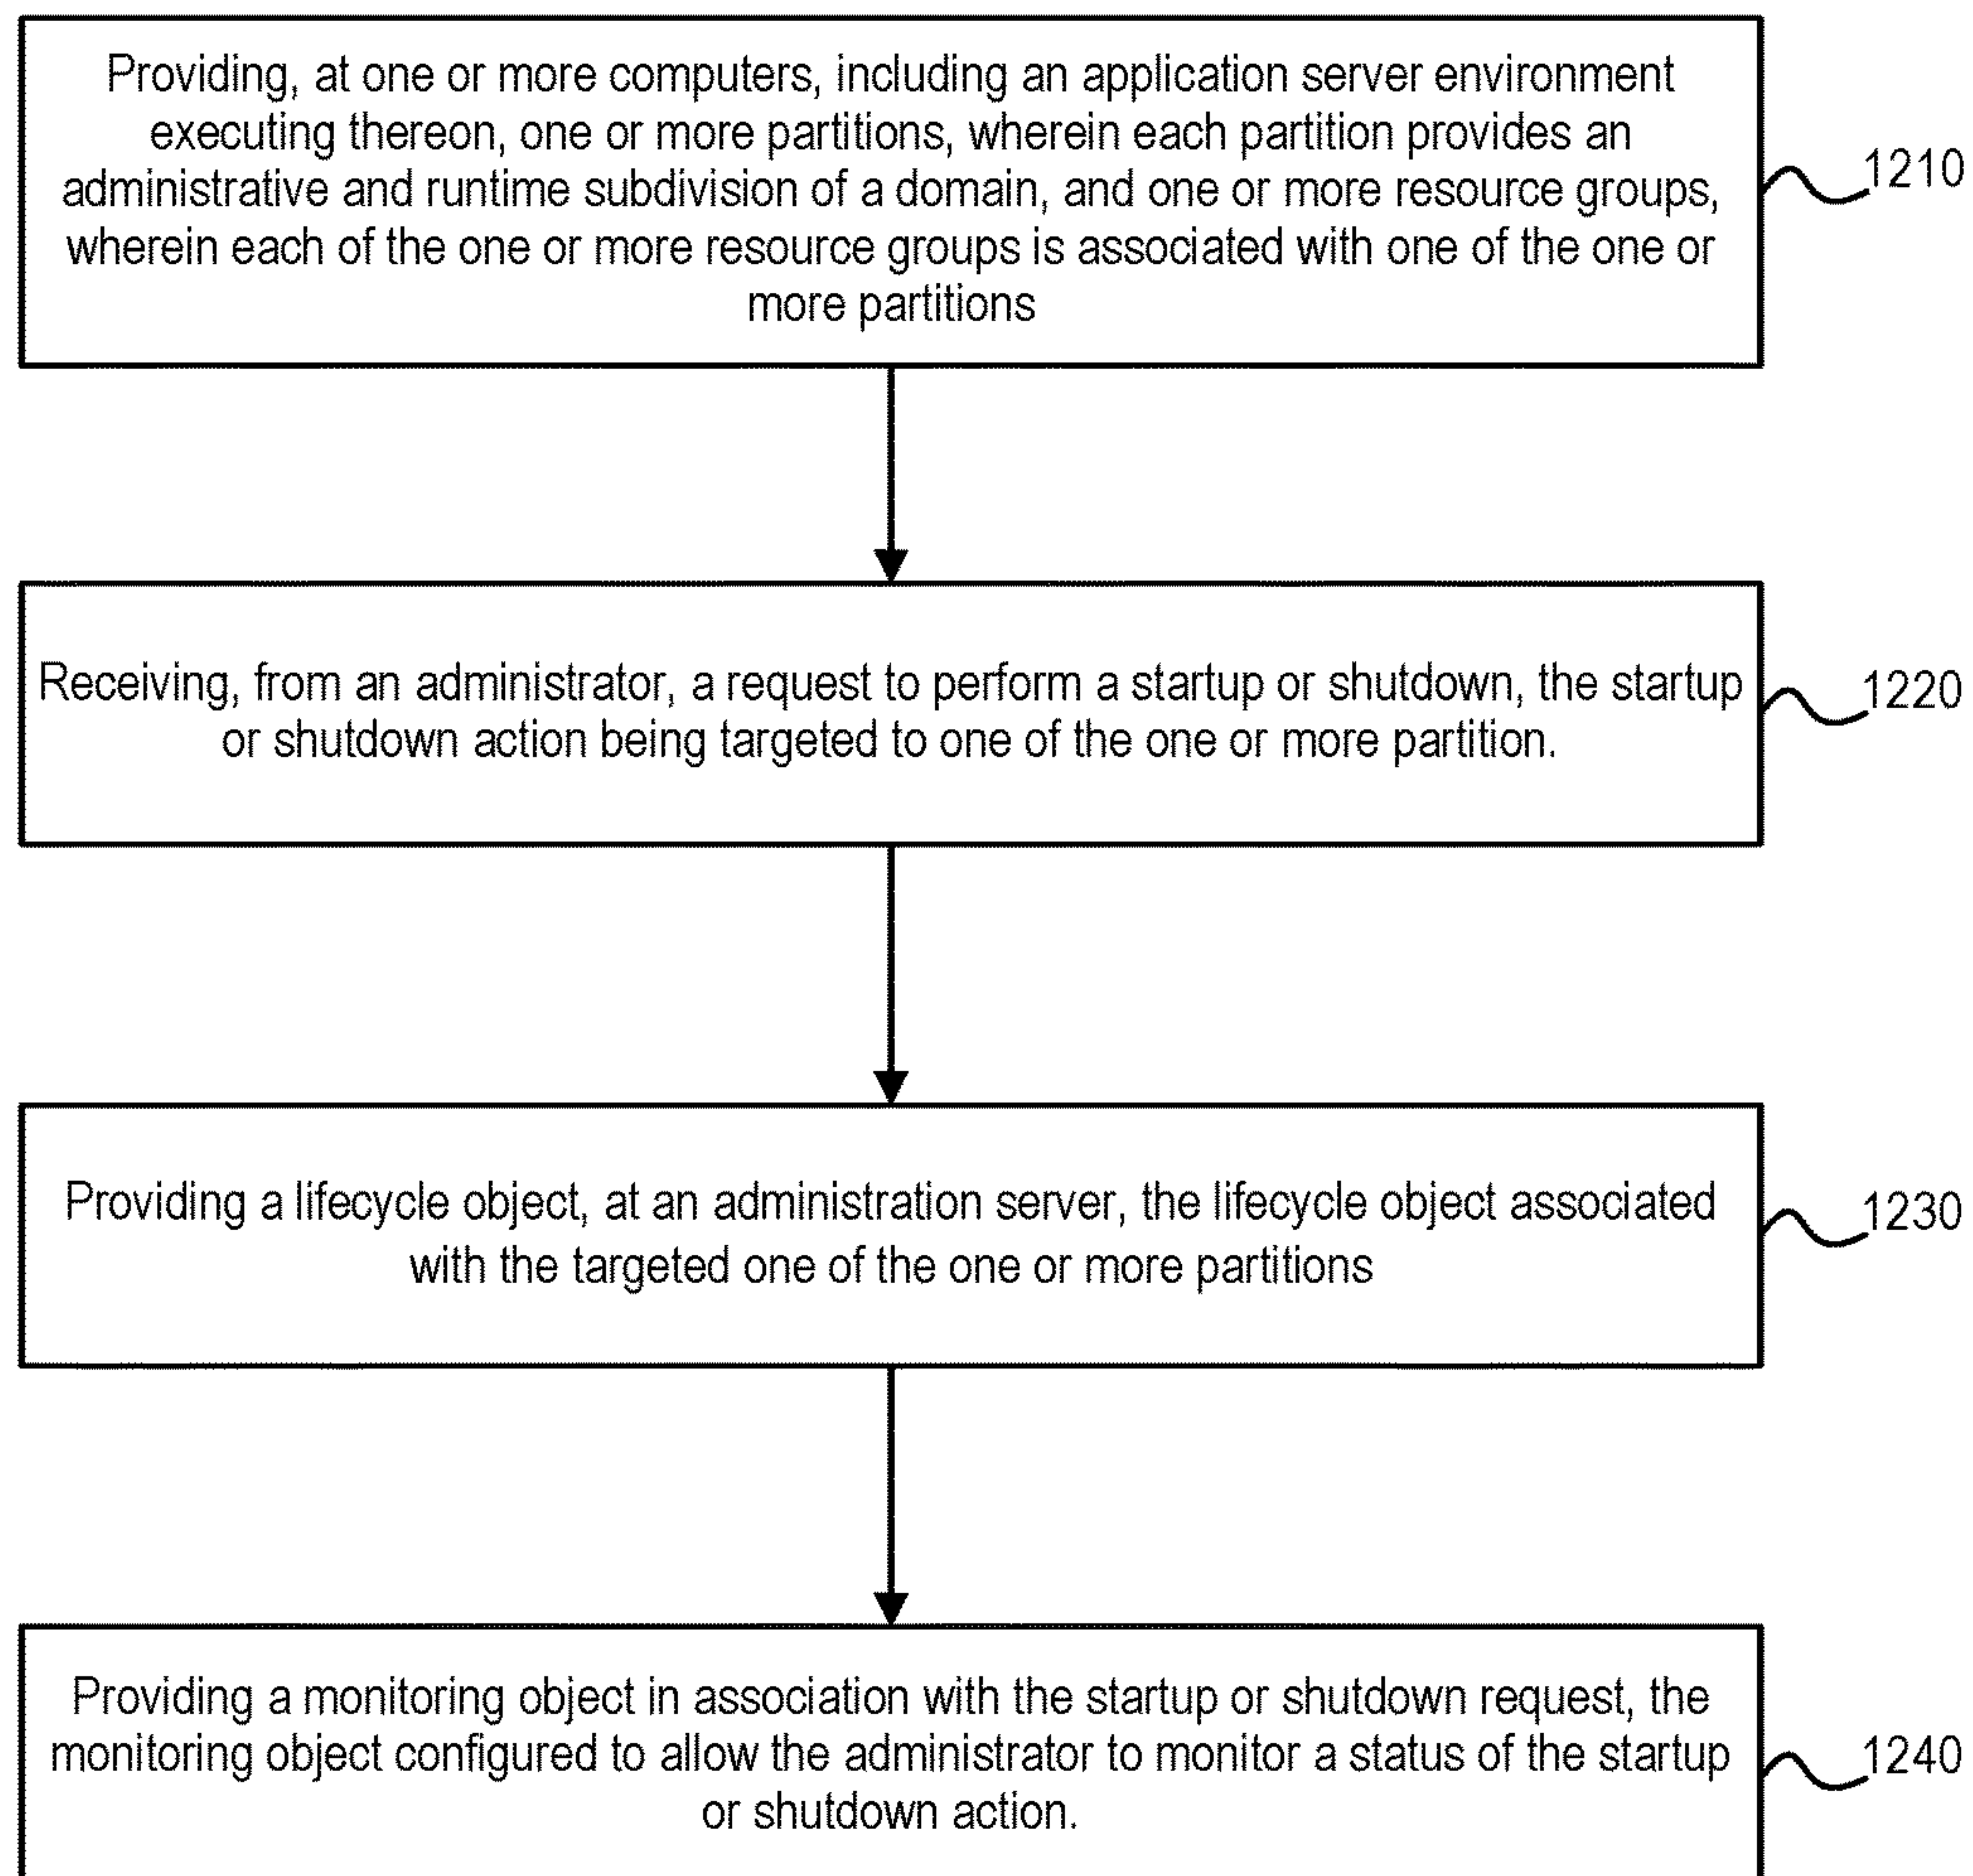 Providing, at one or more computers, including an application server environment
executing thereon, one or more partitions, wherein each partition provides an
administrative and runtime subdivision of a domain, and one or more resource groups,
wherein each of the one or more resource groups is associated with one of the one or
more partitions
1210
Receiving, from an administrator, a request to perform a startup or shutdown, the startup
or shutdown action being targeted to one of the one or more partition.
1220
Providing a lifecycle object, at an administration server, the lifecycle object associated
with the targeted one of the one or more partitions
1230
Providing a monitoring object in association with the startup or shutdown request, the
monitoring object configured to allow the administrator to monitor a status of the startup
or shutdown action.
1240